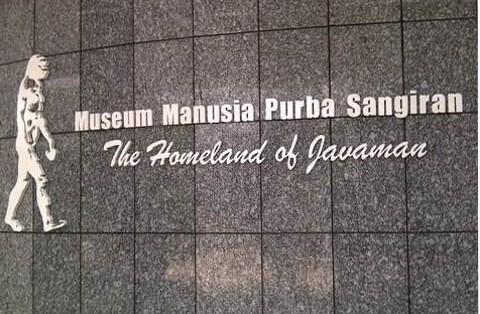 Museum Manusia Purba Sangiran
The Homeland of Javaman